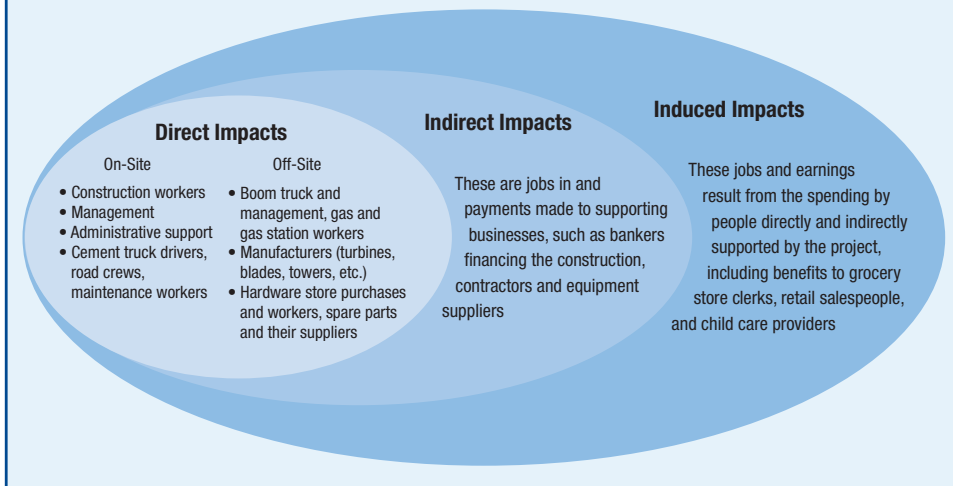 Direct Impacts
On-Site
• Construction workers
• Management
• Administrative support
• Cement truck drivers,
road crews,
maintenance workers
Off-Site
• Boom truck and
management, gas and
gas station workers
• Manufacturers (turbines,
blades, towers, etc.)
• Hardware store purchases
and workers, spare parts
and their suppliers
Indirect Impacts
These are jobs in and
payments made to supporting
businesses, such as bankers
financing the construction,
contractors and equipment
suppliers
Induced Impacts
These jobs and earnings
result from the spending by
people directly and indirectly
supported by the project,
including benefits to grocery
store clerks, retail salespeople,
and child care providers